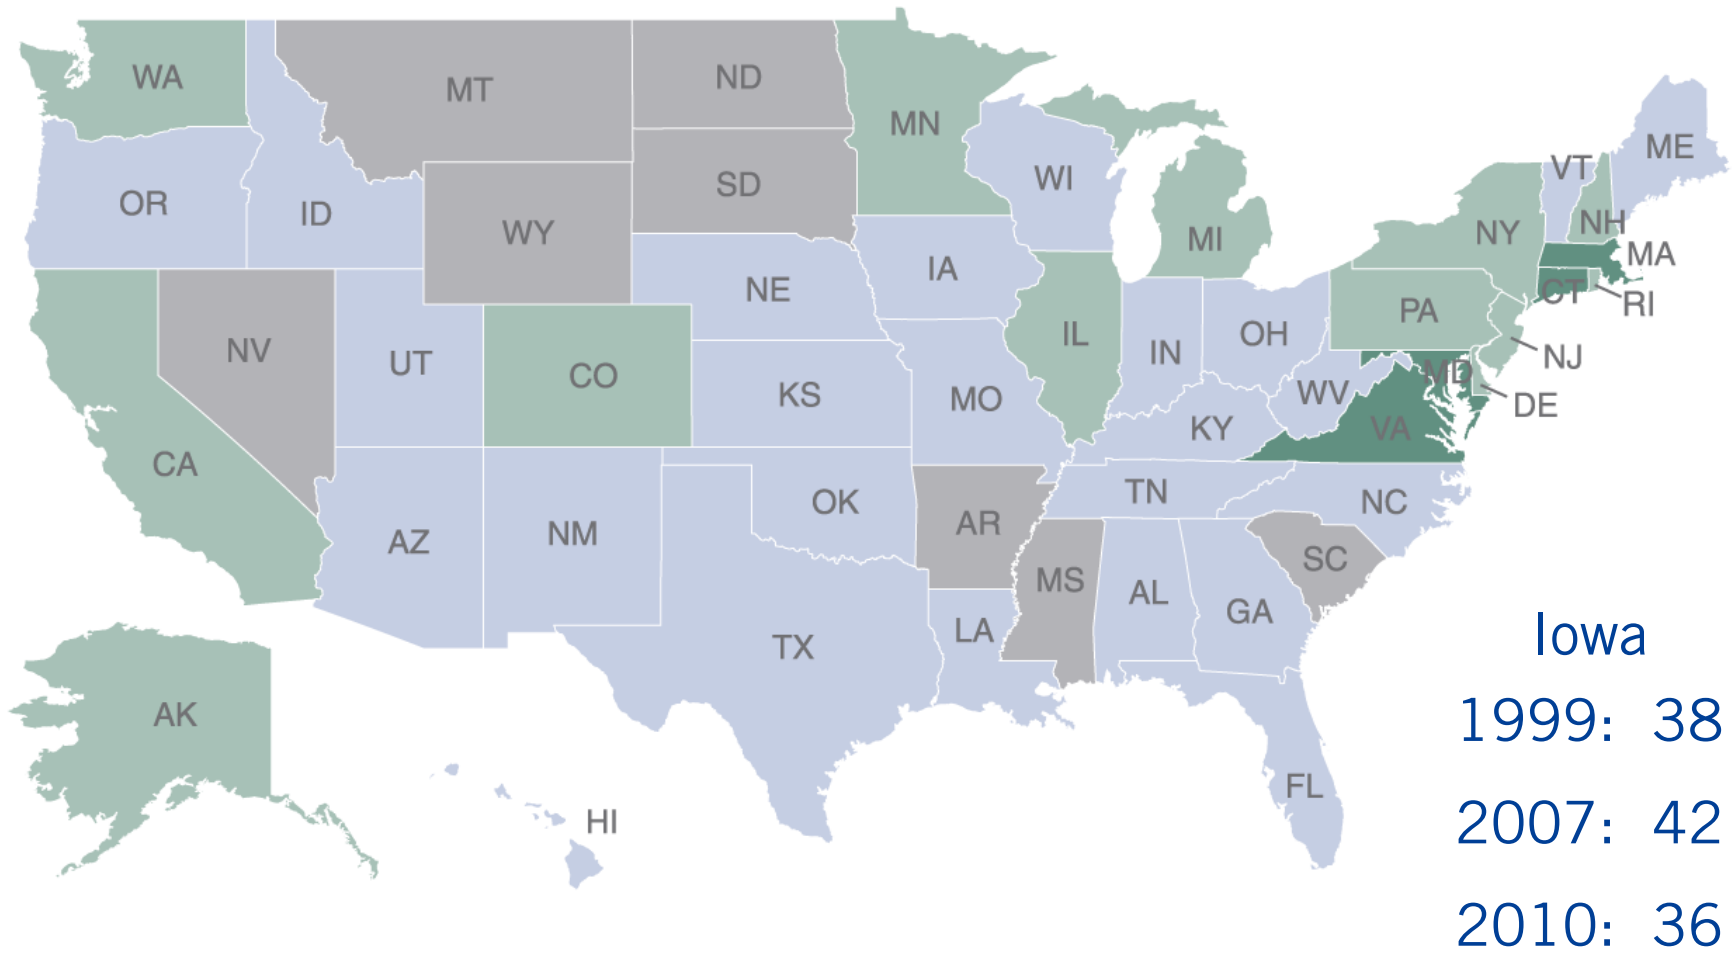 WA
MT
ND
MN
OR
ID
WY
SD
WI
MI
NY
VT
NH
ME
MA
CT
RI
NV
UT
CO
NE
IA
IL
IN
OH
PA
NJ
MD
DE
CA
KS
MO
KY
WV
VA
AZ
NM
OK
AR
TN
NC
SC
TX
LA
MS
AL
GA
FL
AK
HI
Iowa
1999: 38
2007: 42
2010: 36